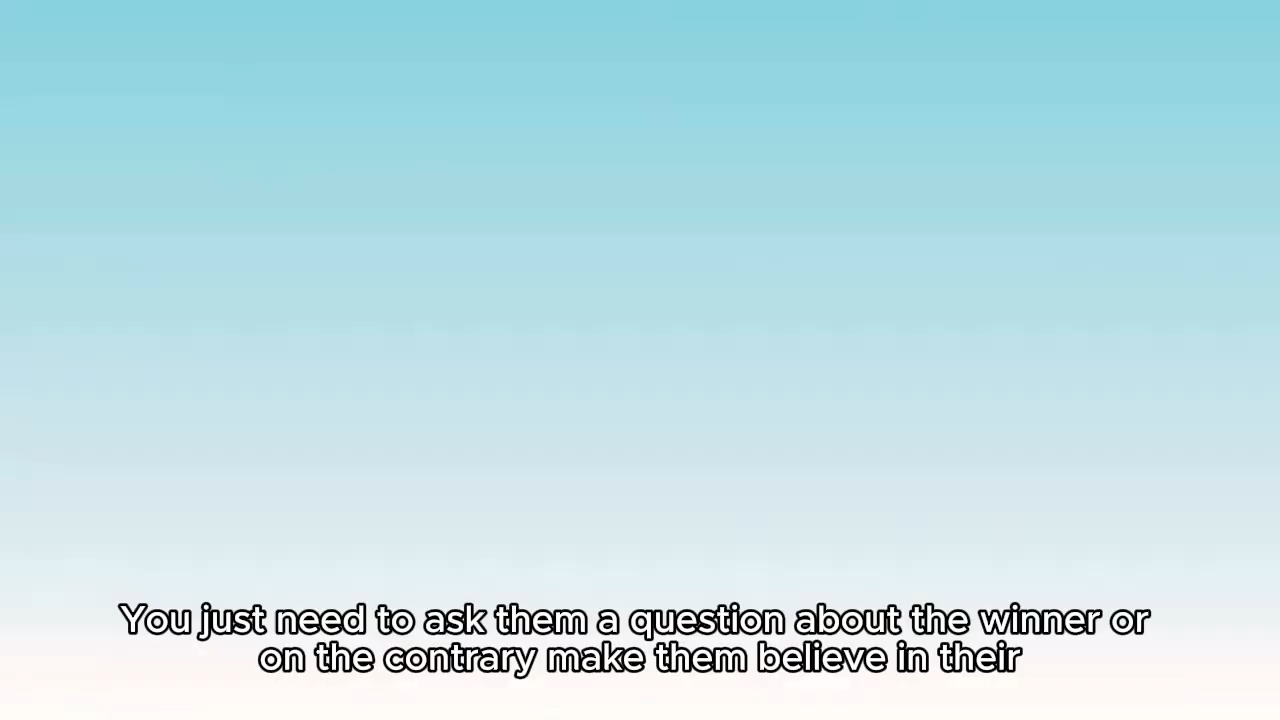 You just need to ask them a question about the winner or
on the contrary make them believe in their